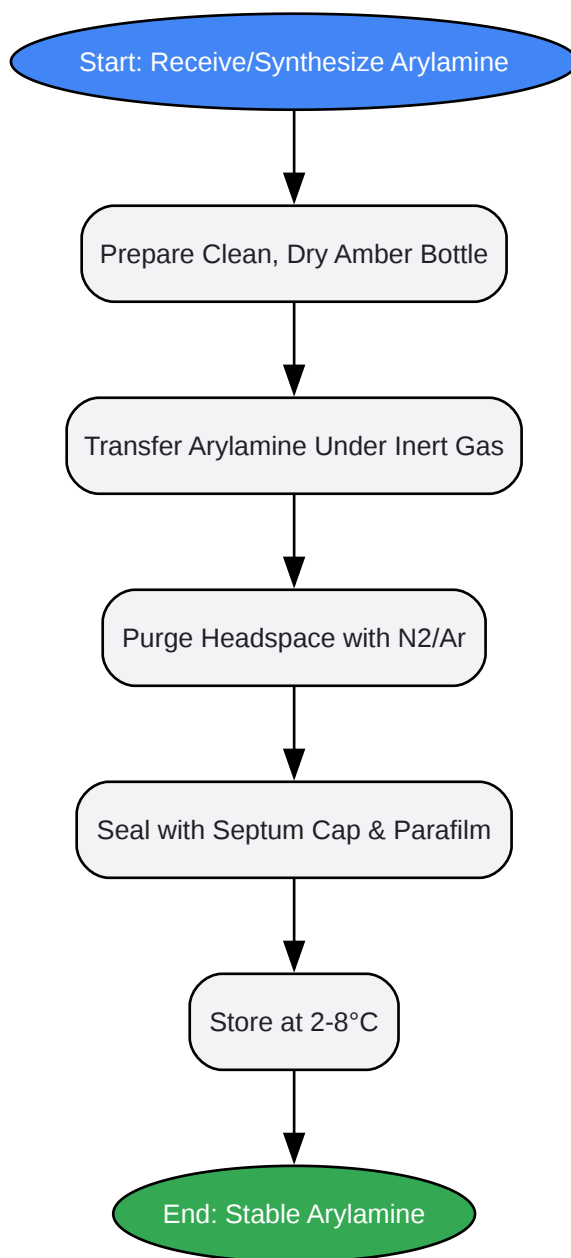 Start: Receive/Synthesize Arylamine
Prepare Clean, Dry Amber Bottle
Transfer Arylamine Under Inert Gas
Purge Headspace with N2/Ar
Seal with Septum Cap & Parafilm
Store at 2-8°C
End: Stable Arylamine